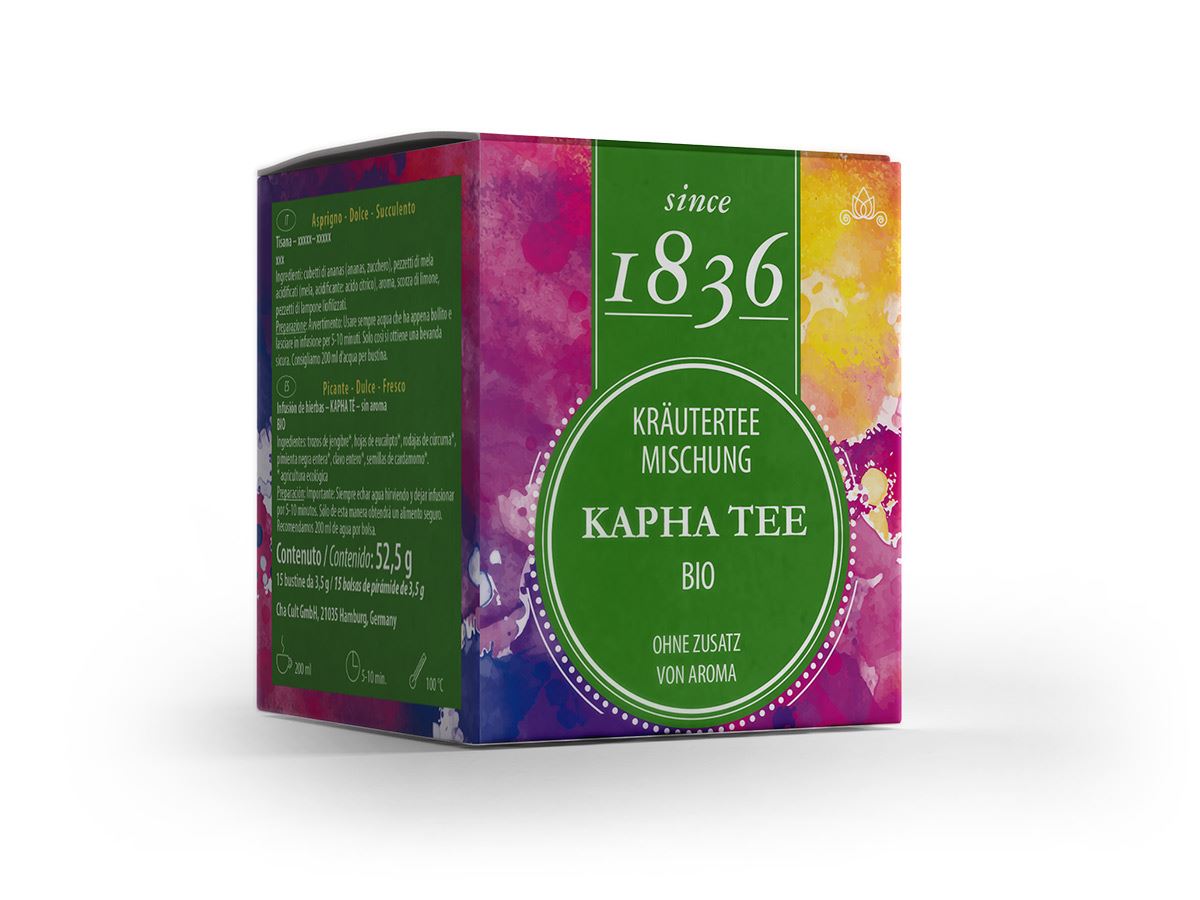 IT
Asprigno - Dolce - Succulento
Tisana – xxxxx–xxxxx
xxx
Ingredienti: cubetti di ananas (ananas, zucchero), pezzetti di mela
acidificati (mela, acidificante: acido citrico), aroma, scorza di limone,
pezzetti di lampone liofilizzati.
Preparazione: Avvertimento: Usare sempre acqua che ha appena bollito e
lasciare in infusione per 5-10 minuti. Solo così si ottiene una bevanda
sicura. Consigliamo 200 ml d'acqua per bustina.
ES
Picante - Dulce - Fresco
Infusión de hierbas – KAPHA TÉ – sin aroma
BIO
Ingredientes: trozos de jengibre*, hojas de eucalipto*, rodajas de cúrcuma*,
pimienta negra entera*, clavo entero*, semillas de cardamomo*.
* agricultura ecológica
Preparación: Importante: Siempre echar agua hirviendo y dejar infusionar
por 5-10 minutos. Solo de esta manera obtendrá un alimento seguro.
Recomendamos 200 ml de agua por bolsa.
Contenuto / Contenido: 52,5 g
15 bustine da 3,5 g / 15 bolsas de pirámide de 3,5 g
Cha Cult GmbH, 21035 Hamburg, Germany
200 ml
5-10 min.
100 °C
since
1836
KRÄUTERTEE
MISCHUNG
KAPHA TEE
BIO
OHNE ZUSATZ
VON AROMA